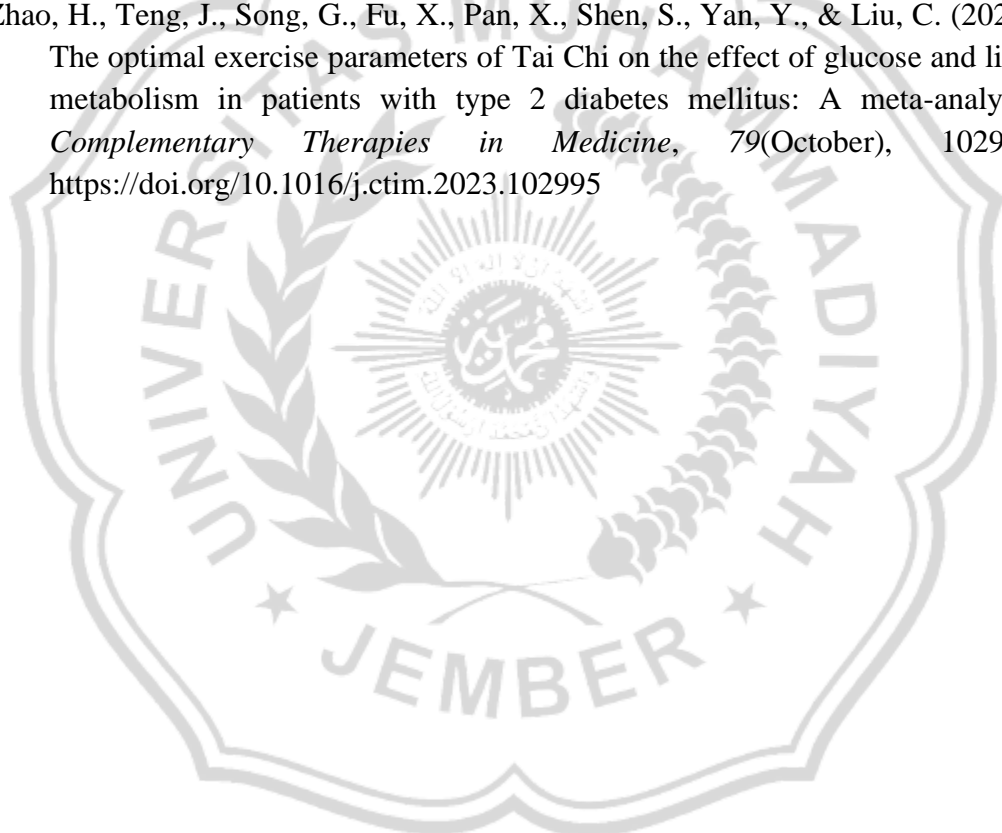 Zhao, H., Teng, J., Song, G., Fu, X., Pan, X., Shen, S., Yan, Y., & Liu, C. (202
The optimal exercise parameters of Tai Chi on the effect of glucose and li
metabolism in patients with type 2 diabetes mellitus: A meta-analy
Complementary Therapies in Medicine, 79(October), 1029
https://doi.org/10.1016/j.ctim.2023.102995
UNIVERSITAS MUHAMMADIYAH
JEMBER